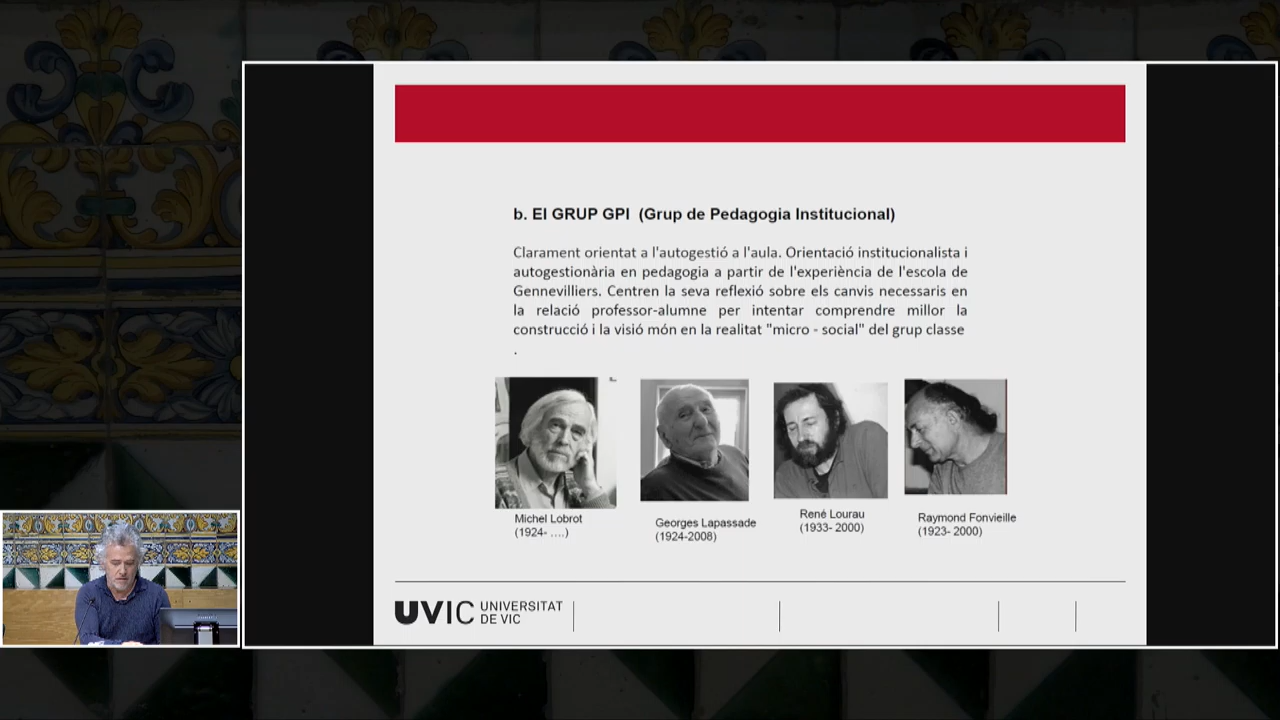 b. El GRUP GPI (Grup de Pedagogia Institucional)
Clarament orientat a l'autogestió a l'aula. Orientació institucionalista i
autogestionària en pedagogia a partir de l'experiència de l'escola de
Gennevilliers. Centren la seva reflexió sobre els canvis necessaris en
la relació professor-alumne per intentar comprendre millor la
construcció i la visió món en la realitat "micro - social" del grup classe
.
Michel Lobrot
(1924- ....)
Georges Lapassade
(1924-2008)
René Lourau
(1933- 2000)
Raymond Fonvieille
(1923- 2000)
UVIC UNIVERSITAT
DE VIC